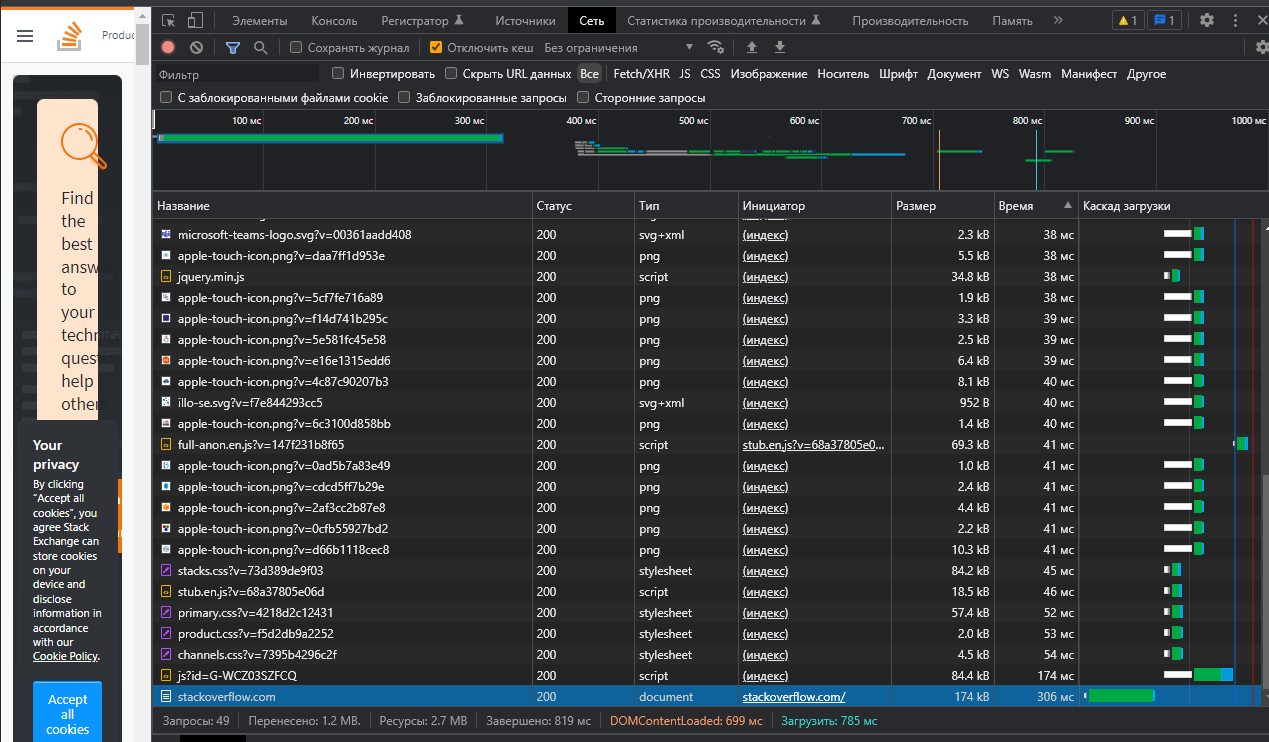 Produc
Find
the
best
answ
to
your
techn
quest
help
other
Your
privacy
By clicking
“Accept all
cookies”, you
agree Stack
Exchange can
store cookies
on your
device and
disclose
information in
accordance
with our
Cookie Policy.
Accept
all
cookies
Элементы Консоль Регистратор Источники Сеть Статистика производительности Производительность Память » 1 1
Сохранять журнал Отключить кеш Без ограничения
Фильтр Инвертировать Скрыть URL данных Все Fetch/XHR JS CSS Изображение Носитель Шрифт Документ WS Wasm Манифест Другое
С заблокированными файлами cookie Заблокированные запросы Сторонние запросы
100 мс 200 мс 300 мс 400 мс 500 мс 600 мс 700 мс 800 мс 900 мс 1000 мс
Название Статус Тип Инициатор Размер Время Каскад загрузки
microsoft-teams-logo.svg?v=00361aadd408 200 svg+xml (индекс) 2.3 kB 38 мс
apple-touch-icon.png?v=daa7ff1d953e 200 png (индекс) 5.5 kB 38 мс
jquery.min.js 200 script (индекс) 34.8 kB 38 мс
apple-touch-icon.png?v=5cf7fe716a89 200 png (индекс) 1.9 kB 38 мс
apple-touch-icon.png?v=f14d741b295c 200 png (индекс) 3.3 kB 39 мс
apple-touch-icon.png?v=5e581fc45e58 200 png (индекс) 2.5 kB 39 мс
apple-touch-icon.png?v=e16e1315edd6 200 png (индекс) 6.4 kB 39 мс
apple-touch-icon.png?v=4c87c90207b3 200 png (индекс) 8.1 kB 40 мс
illo-se.svg?v=f7e844293cc5 200 svg+xml (индекс) 952 B 40 мс
apple-touch-icon.png?v=6c3100d858bb 200 png (индекс) 1.4 kB 40 мс
full-anon.en.js?v=147f231b8f65 200 script stub.en.js?v=68a37805e0... 69.3 kB 41 мс
apple-touch-icon.png?v=0ad5b7a83e49 200 png (индекс) 1.0 kB 41 мс
apple-touch-icon.png?v=cdcd5ff7b29e 200 png (индекс) 2.4 kB 41 мс
apple-touch-icon.png?v=2af3cc2b87e8 200 png (индекс) 4.4 kB 41 мс
apple-touch-icon.png?v=0cfb55927bd2 200 png (индекс) 2.2 kB 41 мс
apple-touch-icon.png?v=d66b1118cec8 200 png (индекс) 10.3 kB 41 мс
stacks.css?v=73d389de9f03 200 stylesheet (индекс) 84.2 kB 45 мс
stub.en.js?v=68a37805e06d 200 script (индекс) 18.5 kB 46 мс
primary.css?v=4218d2c12431 200 stylesheet (индекс) 57.4 kB 52 мс
product.css?v=f5d2db9a2252 200 stylesheet (индекс) 2.0 kB 53 мс
channels.css?v=7395b4296c2f 200 stylesheet (индекс) 4.5 kB 54 мс
js?id=G-WCZ03SZFCQ 200 script (индекс) 84.4 kB 174 мс
stackoverflow.com 200 document stackoverflow.com/ 174 kB 306 мс
Запросы: 49 Перенесено: 1.2 MB. Ресурсы: 2.7 MB Завершено: 819 мс DOMContentLoaded: 699 мс Загрузить: 785 мс